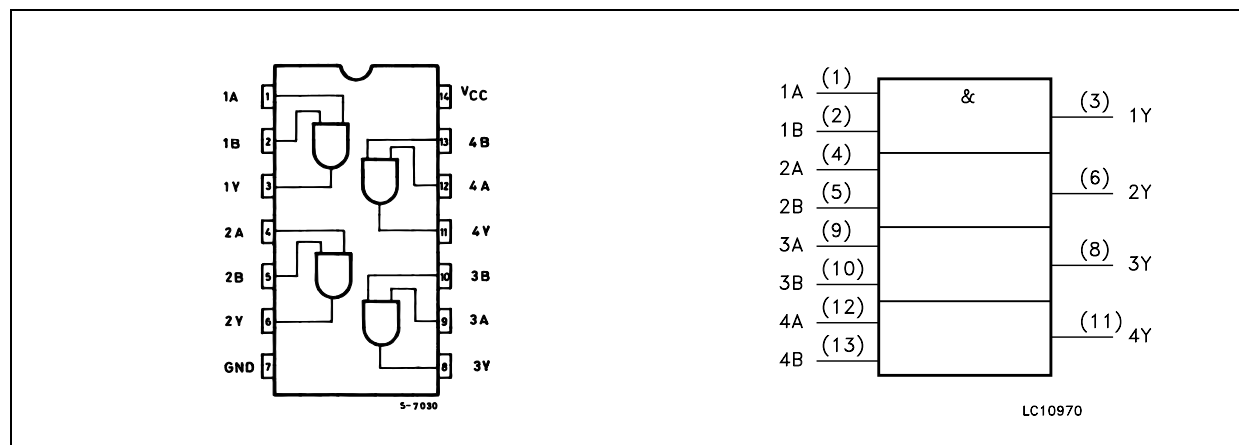 1A 1 14 VCC
1B 2 13 4B
1Y 3 12 4A
2A 4 11 4Y
2B 5 10 3B
2Y 6 9 3A
GND 7 8 3Y
S-7030
1A (1) & (3) 1Y
1B (2)
2A (4) (6) 2Y
2B (5)
3A (9) (8) 3Y
3B (10)
4A (12) (11) 4Y
4B (13)
LC10970